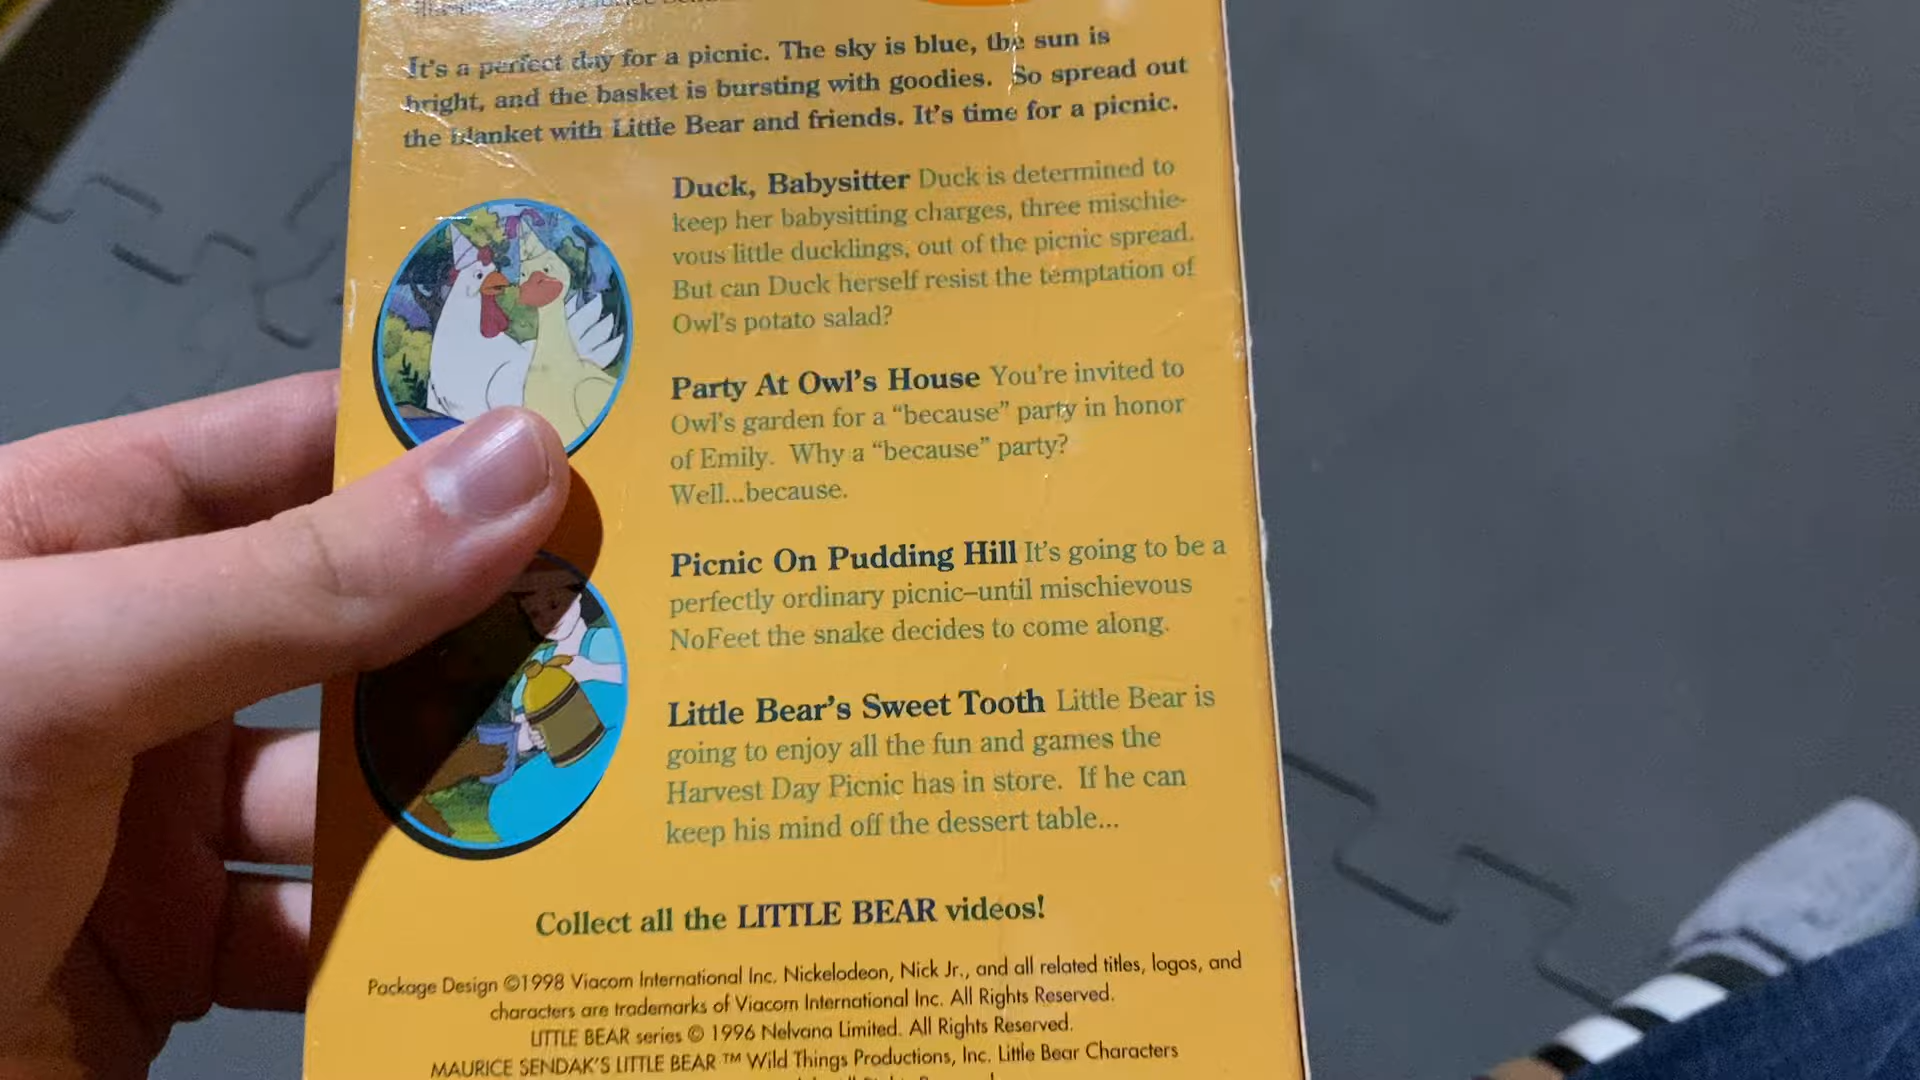 It's a perfect day for a picnic. The sky is blue, the sun is
bright, and the basket is bursting with goodies. So spread out
the blanket with Little Bear and friends. It's time for a picnic.
Duck, Babysitter Duck is determined to
keep her babysitting charges, three mischie-
vous little ducklings, out of the picnic spread.
But can Duck herself resist the temptation of
Owl's potato salad?
Party At Owl's House You're invited to
Owl's garden for a “because” party in honor
of Emily. Why a “because” party?
Well...because.
Picnic On Pudding Hill It's going to be a
perfectly ordinary picnic–until mischievous
NoFeet the snake decides to come along.
Little Bear's Sweet Tooth Little Bear is
going to enjoy all the fun and games the
Harvest Day Picnic has in store. If he can
keep his mind off the dessert table...
Collect all the LITTLE BEAR videos!
Package Design ©1998 Viacom International Inc. Nickelodeon, Nick Jr., and all related titles, logos, and
characters are trademarks of Viacom International Inc. All Rights Reserved.
LITTLE BEAR series © 1996 Nelvana Limited. All Rights Reserved.
MAURICE SENDAK'S LITTLE BEAR ™ Wild Things Productions, Inc. Little Bear Characters